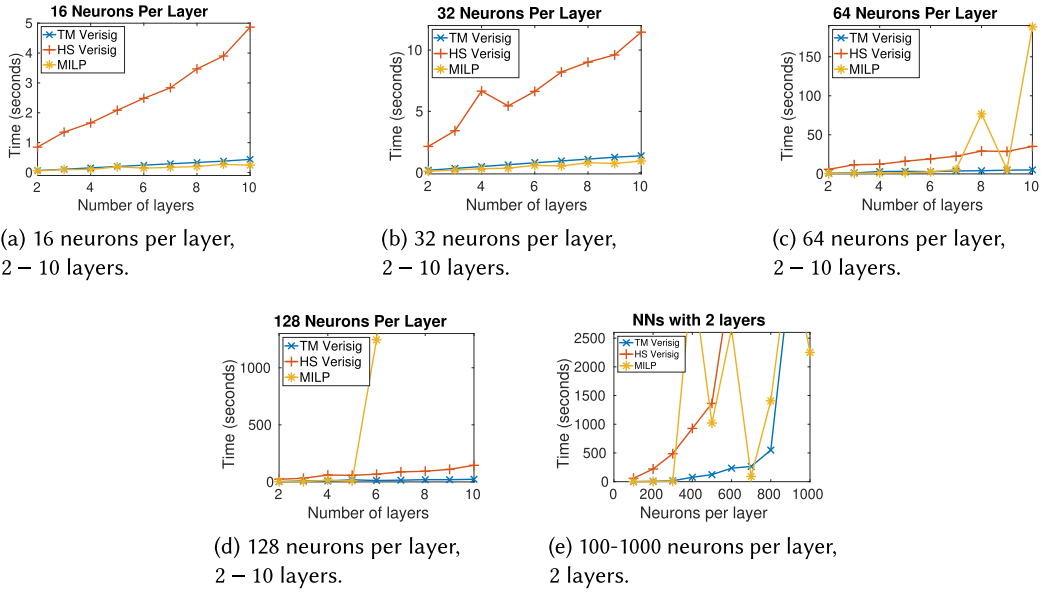 16 Neurons Per Layer
5
4
3
2
1
0
Time (seconds)
TM Verisig
HS Verisig
MILP
2 4 6 8 10
Number of layers
(a) 16 neurons per layer,
2 – 10 layers.
32 Neurons Per Layer
10
5
0
Time (seconds)
TM Verisig
HS Verisig
MILP
2 4 6 8 10
Number of layers
(b) 32 neurons per layer,
2 – 10 layers.
64 Neurons Per Layer
150
100
50
0
Time (seconds)
TM Verisig
HS Verisig
MILP
2 4 6 8 10
Number of layers
(c) 64 neurons per layer,
2 – 10 layers.
128 Neurons Per Layer
1000
500
0
Time (seconds)
TM Verisig
HS Verisig
MILP
2 4 6 8 10
Number of layers
(d) 128 neurons per layer,
2 – 10 layers.
NNs with 2 layers
2500
2000
1500
1000
500
0
Time (seconds)
TM Verisig
HS Verisig
MILP
0 200 400 600 800 1000
Neurons per layer
(e) 100-1000 neurons per layer,
2 layers.